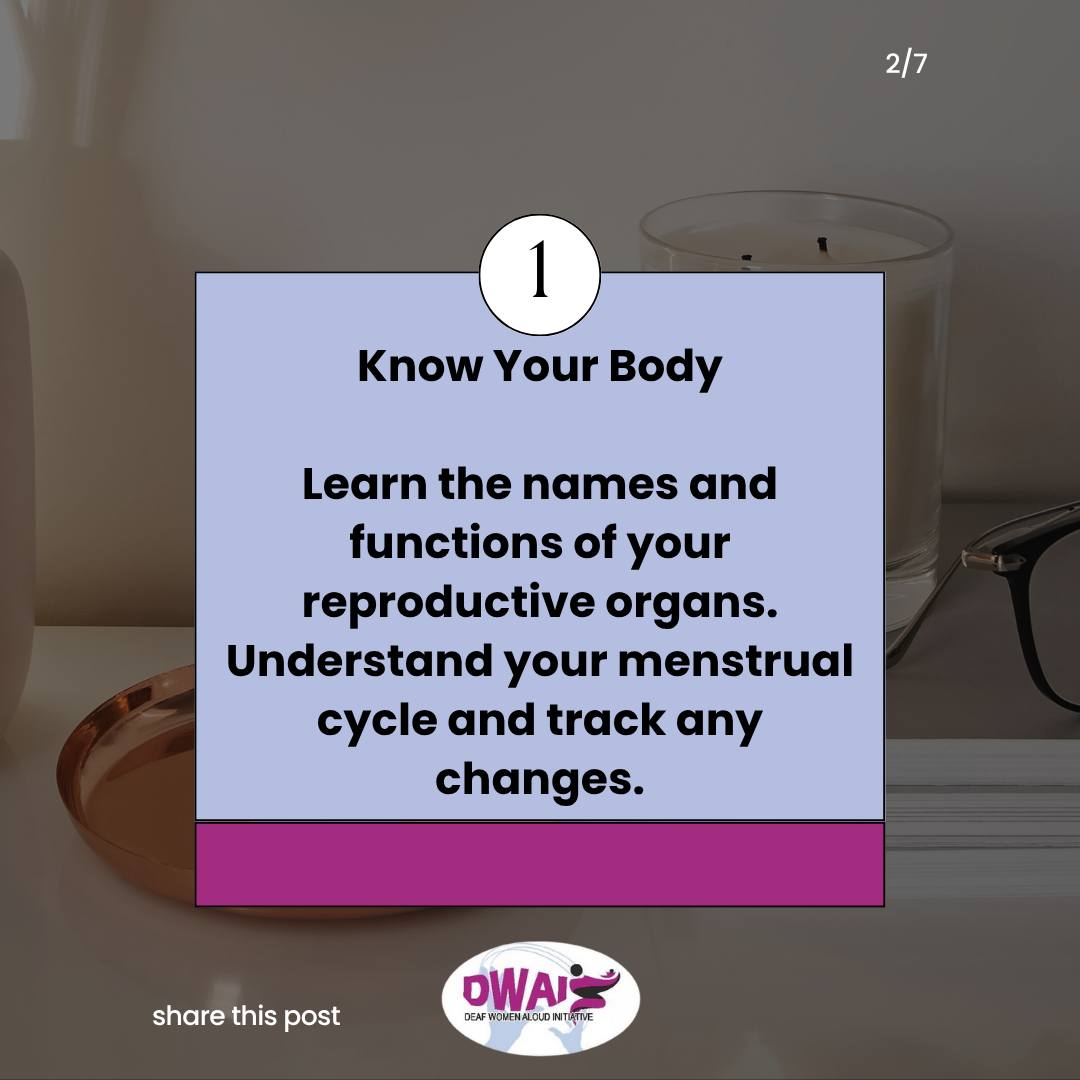 2/7
1
Know Your Body
Learn the names and
functions of your
reproductive organs.
Understand your menstrual
cycle and track any
changes.
DWAI
DEAF WOMEN ALOUD INITIATIVE
share this post